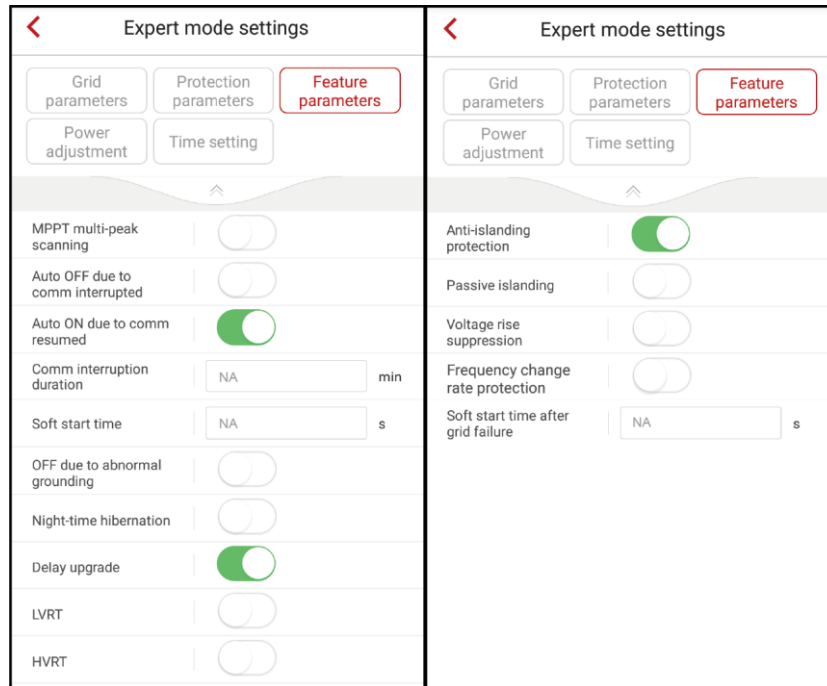 Expert mode settings
Grid
parameters
Protection
parameters
Feature
parameters
Power
adjustment
Time setting
MPPT multi-peak
scanning
Auto OFF due to
comm interrupted
Auto ON due to comm
resumed
Comm interruption
duration
NA
min
Soft start time
NA
s
OFF due to abnormal
grounding
Night-time hibernation
Delay upgrade
LVRT
HVRT
Expert mode settings
Grid
parameters
Protection
parameters
Feature
parameters
Power
adjustment
Time setting
Anti-islanding
protection
Passive islanding
Voltage rise
suppression
Frequency change
rate protection
Soft start time after
grid failure
NA
s